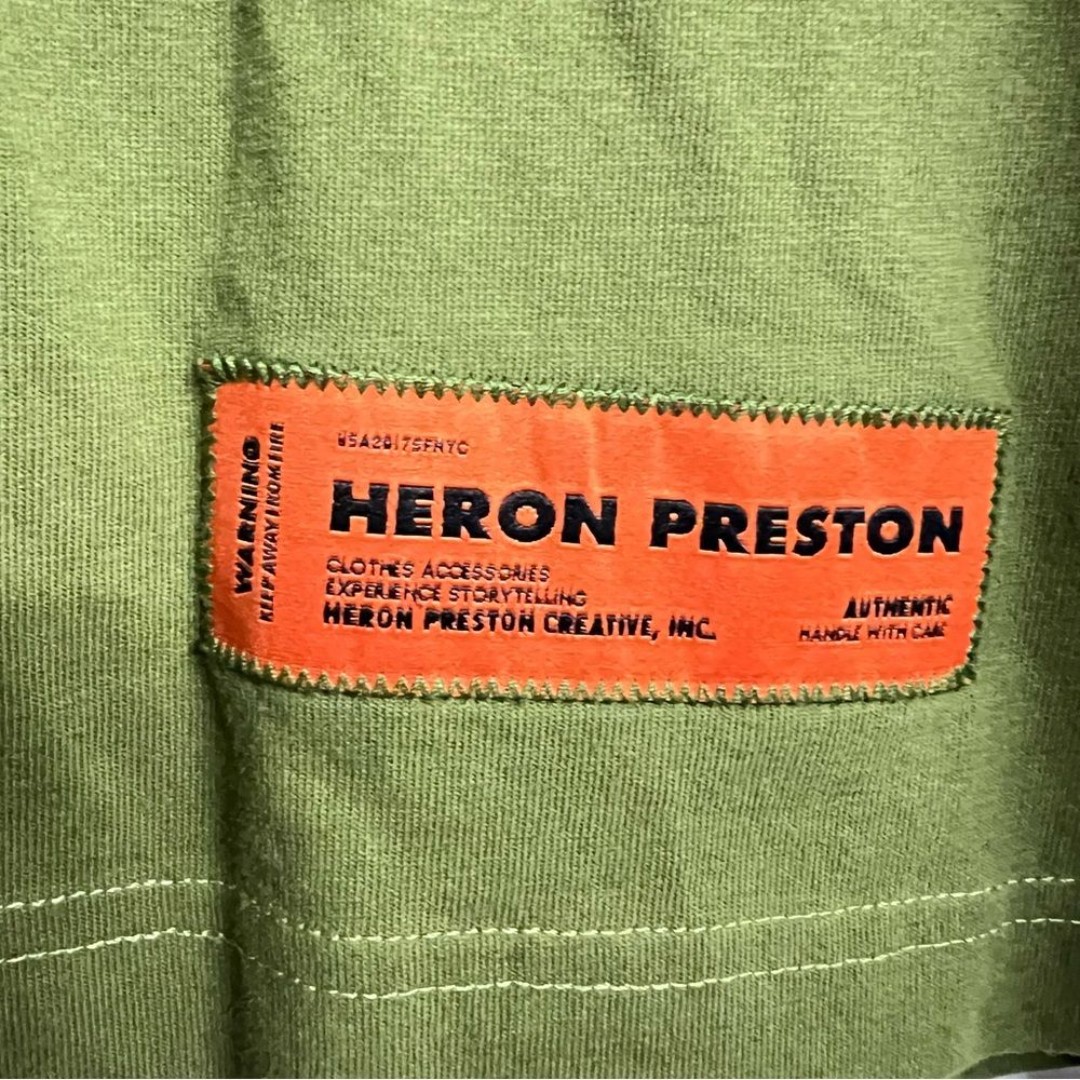 WARNING
KEEP AWAY FROM FIRE
USA2017SFNYC
HERON PRESTON
CLOTHES ACCESSORIES
EXPERIENCE STORYTELLING
HERON PRESTON CREATIVE, INC.
AUTHENTIC
HANDLE WITH CARE